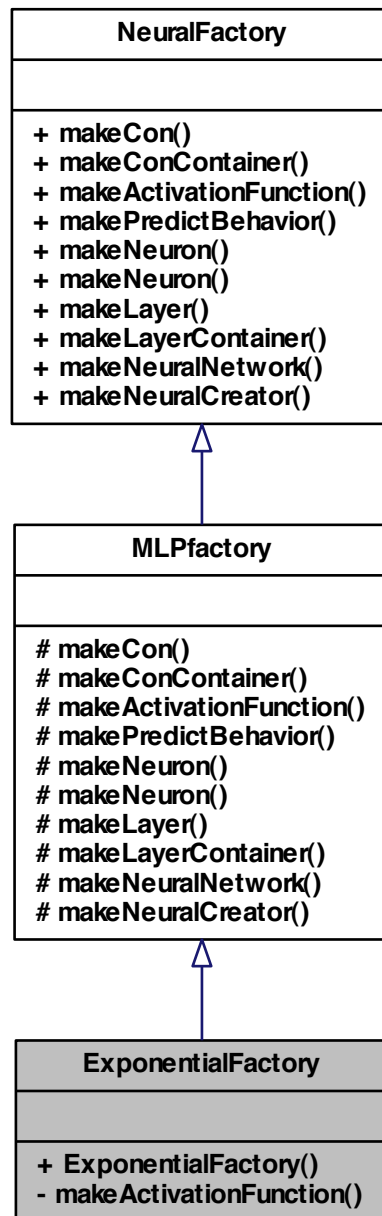 NeuralFactory
+ makeCon()
+ makeConContainer()
+ makeActivationFunction()
+ makePredictBehavior()
+ makeNeuron()
+ makeNeuron()
+ makeLayer()
+ makeLayerContainer()
+ makeNeuralNetwork()
+ makeNeuralCreator()
MLPfactory
# makeCon()
# makeConContainer()
# makeActivationFunction()
# makePredictBehavior()
# makeNeuron()
# makeNeuron()
# makeLayer()
# makeLayerContainer()
# makeNeuralNetwork()
# makeNeuralCreator()
ExponentialFactory
+ ExponentialFactory()
- makeActivationFunction()